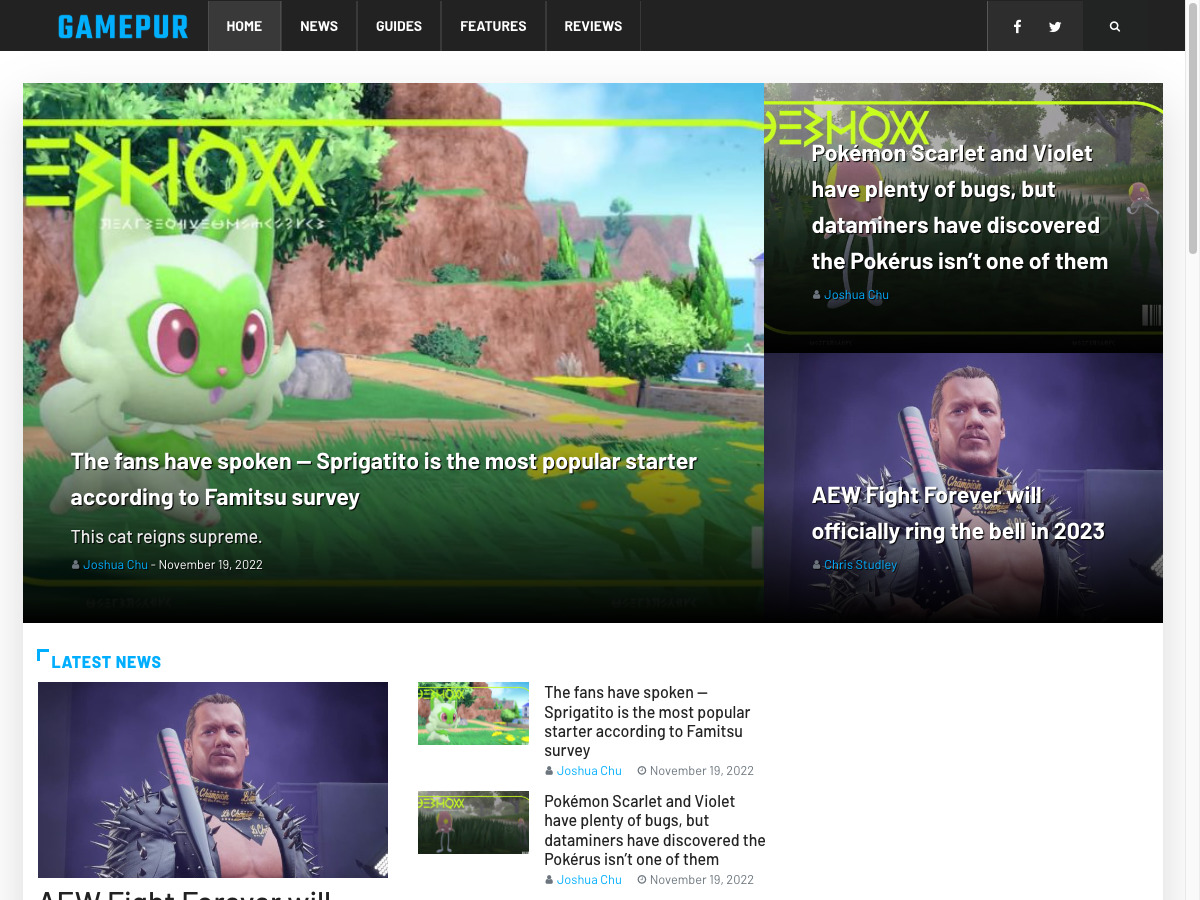 GAMEPUR
HOME
NEWS
GUIDES
FEATURES
REVIEWS
The fans have spoken – Sprigatito is the most popular starter
according to Famitsu survey
This cat reigns supreme.
Joshua Chu - November 19, 2022
Pokémon Scarlet and Violet
have plenty of bugs, but
dataminers have discovered
the Pokérus isn’t one of them
Joshua Chu
AEW Fight Forever will
officially ring the bell in 2023
Chris Studley
LATEST NEWS
AEW Fight Forever will
The fans have spoken –
Sprigatito is the most popular
starter according to Famitsu
survey
Joshua Chu November 19, 2022
Pokémon Scarlet and Violet
have plenty of bugs, but
dataminers have discovered the
Pokérus isn’t one of them
Joshua Chu November 19, 2022